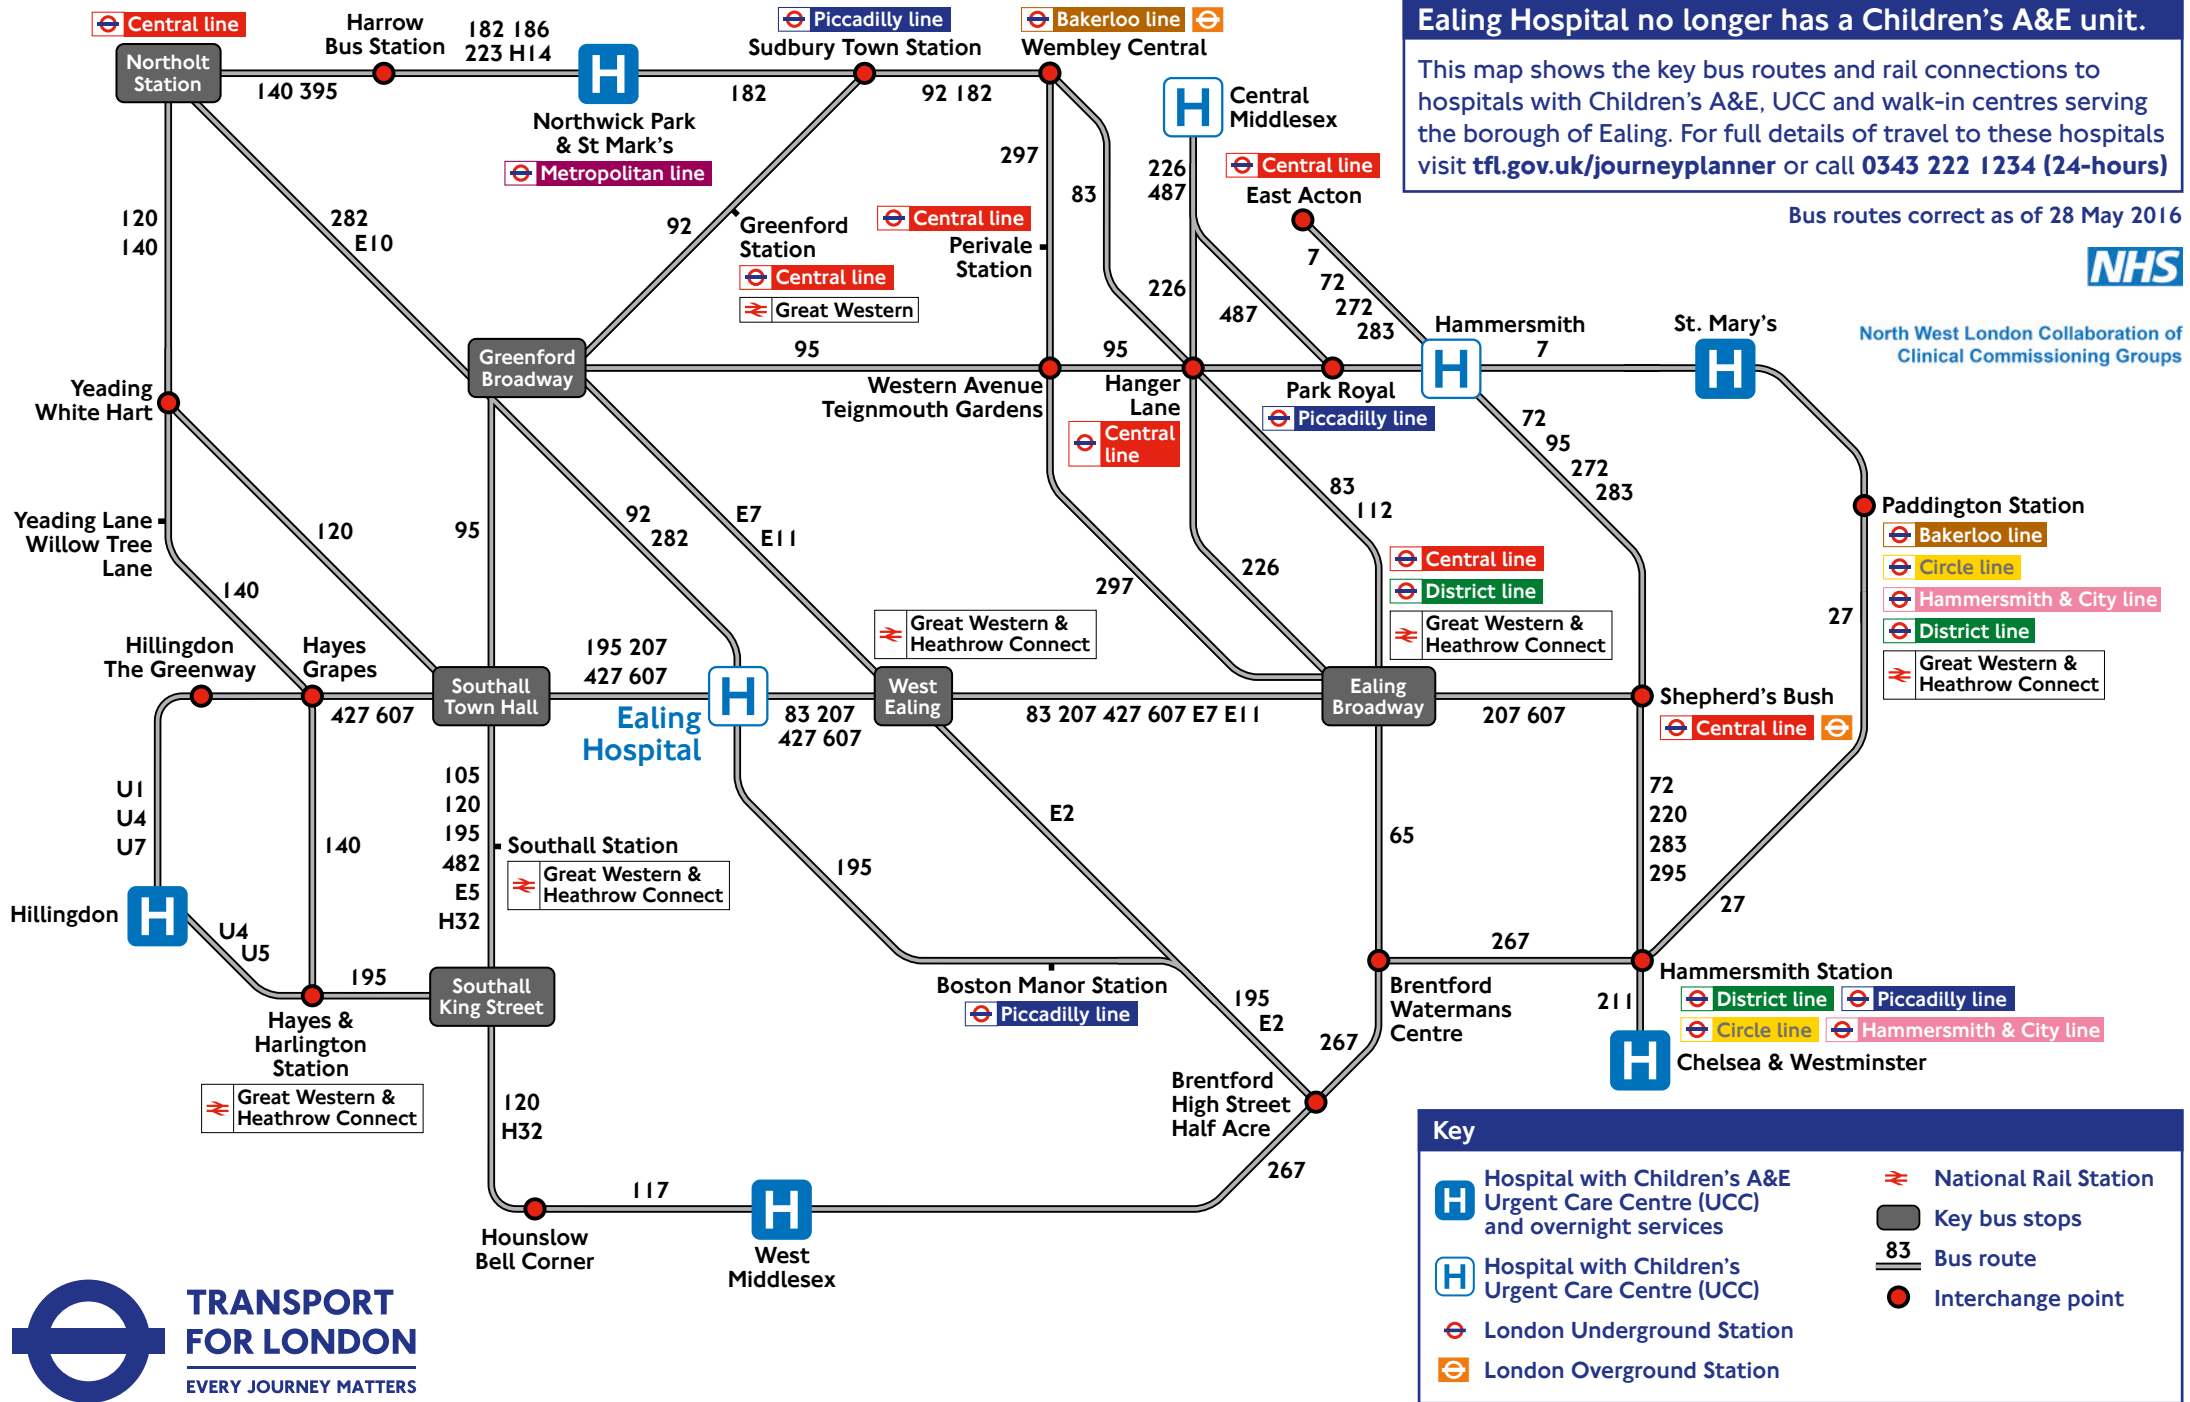 Central line
Northolt
Station
Harrow
Bus Station
182 186
223 H14
140 395
Northwick Park
& St Mark's
Metropolitan line
Piccadilly line
Sudbury Town Station
182
92 182
Bakerloo line
Wembley Central
Central
Middlesex
Ealing Hospital no longer has a Children's A&E unit.
This map shows the key bus routes and rail connections to
hospitals with Children's A&E, UCC and walk-in centres serving
the borough of Ealing. For full details of travel to these hospitals
visit tfl.gov.uk/journeyplanner or call 0343 222 1234 (24-hours)
Bus routes correct as of 28 May 2016
NHS
North West London Collaboration of
Clinical Commissioning Groups
120
140
282
E10
92
Greenford
Station
Central line
Great Western
Central line
Perivale
Station
297
83
226
487
226
487
Central line
East Acton
7
72
272
283
Hammersmith
7
St. Mary's
Greenford
Broadway
95
95
Western Avenue
Teignmouth Gardens
Hanger
Lane
Central
line
Park Royal
Piccadilly line
72
95
272
283
Yeading
White Hart
Yeading Lane
Willow Tree
Lane
120
140
95
92
282
E7
E11
297
226
83
112
Central line
District line
Great Western &
Heathrow Connect
Paddington Station
Bakerloo line
Circle line
Hammersmith & City line
District line
Great Western &
Heathrow Connect
27
Hillingdon
The Greenway
Hayes
Grapes
427 607
Southall
Town Hall
195 207
427 607
Ealing
Hospital
83 207
427 607
Great Western &
Heathrow Connect
West
Ealing
83 207 427 607 E7 E11
Ealing
Broadway
207 607
Shepherd's Bush
Central line
U1
U4
U7
Hillingdon
U4
U5
140
195
Hayes &
Harlington
Station
Great Western &
Heathrow Connect
105
120
195
482
E5
H32
Southall Station
Great Western &
Heathrow Connect
Southall
King Street
195
E2
65
72
220
283
295
27
267
Boston Manor Station
Piccadilly line
195
E2
Brentford
Watermans
Centre
267
Hammersmith Station
District line
Piccadilly line
Circle line
Hammersmith & City line
211
Chelsea & Westminster
Brentford
High Street
Half Acre
267
120
H32
Hounslow
Bell Corner
117
West
Middlesex
Key
H
Hospital with Children's A&E
Urgent Care Centre (UCC)
and overnight services
H
Hospital with Children's
Urgent Care Centre (UCC)
London Underground Station
London Overground Station
National Rail Station
Key bus stops
83
Bus route
Interchange point
TRANSPORT
FOR LONDON
EVERY JOURNEY MATTERS